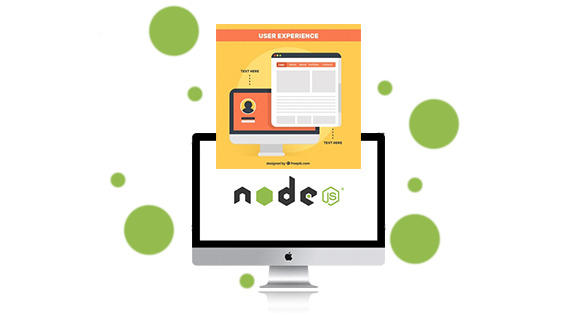 USER EXPERIENCE
TEXT HERE
TEXT HERE
designed by freepik.com
node
JS